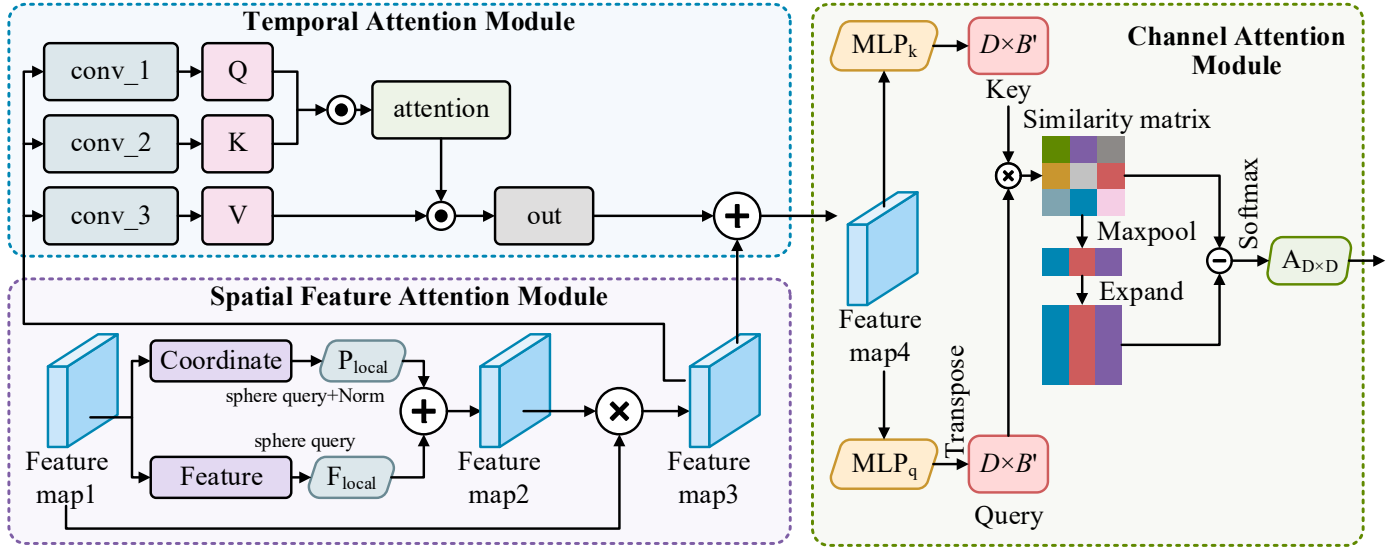 Temporal Attention Module
conv_1
Q
conv_2
K
attention
conv_3
V
out
Spatial Feature Attention Module
Coordinate
P_local
sphere query+Norm
sphere query
Feature
F_local
Feature
map1
Feature
map2
Feature
map3
Channel Attention
Module
MLP_k
D×B'
Key
Similarity matrix
Maxpool
Expand
Softmax
A_D×D
Feature
map4
Transpose
MLP_q
D×B'
Query